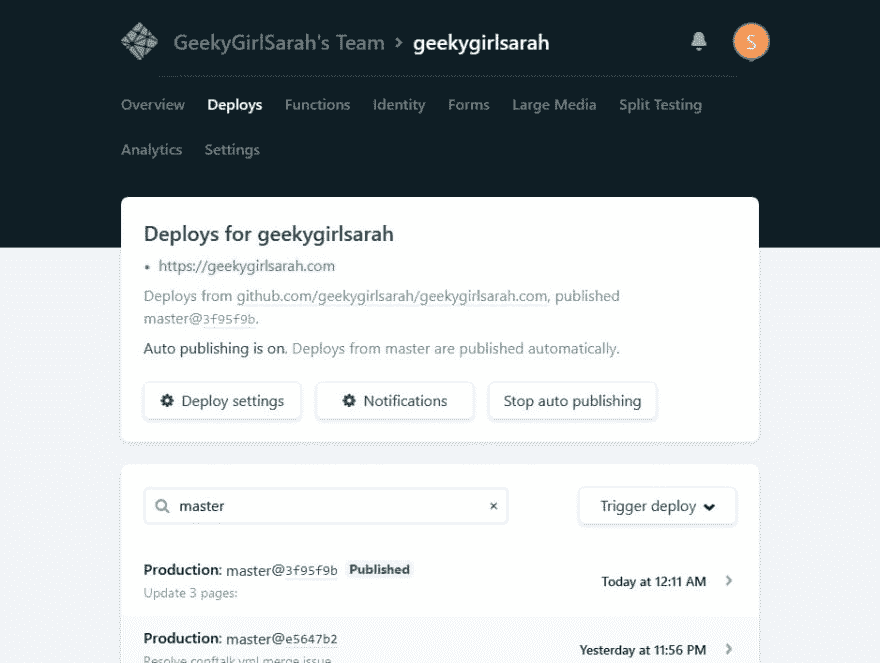 GeekyGirlSarah's Team > geekygirlsarah S
Overview Deploys Functions Identity Forms Large Media Split Testing
Analytics Settings
Deploys for geekygirlsarah
• https://geekygirlsarah.com
Deploys from github.com/geekygirlsarah/geekygirlsarah.com, published
master@3f95f9b.
Auto publishing is on. Deploys from master are published automatically.
Deploy settings Notifications Stop auto publishing
master × Trigger deploy
Production: master@3f95f9b Published
Today at 12:11 AM
Update 3 pages:
Production: master@e5647b2
Yesterday at 11:56 PM
Resolve conftalk.yml merge issue